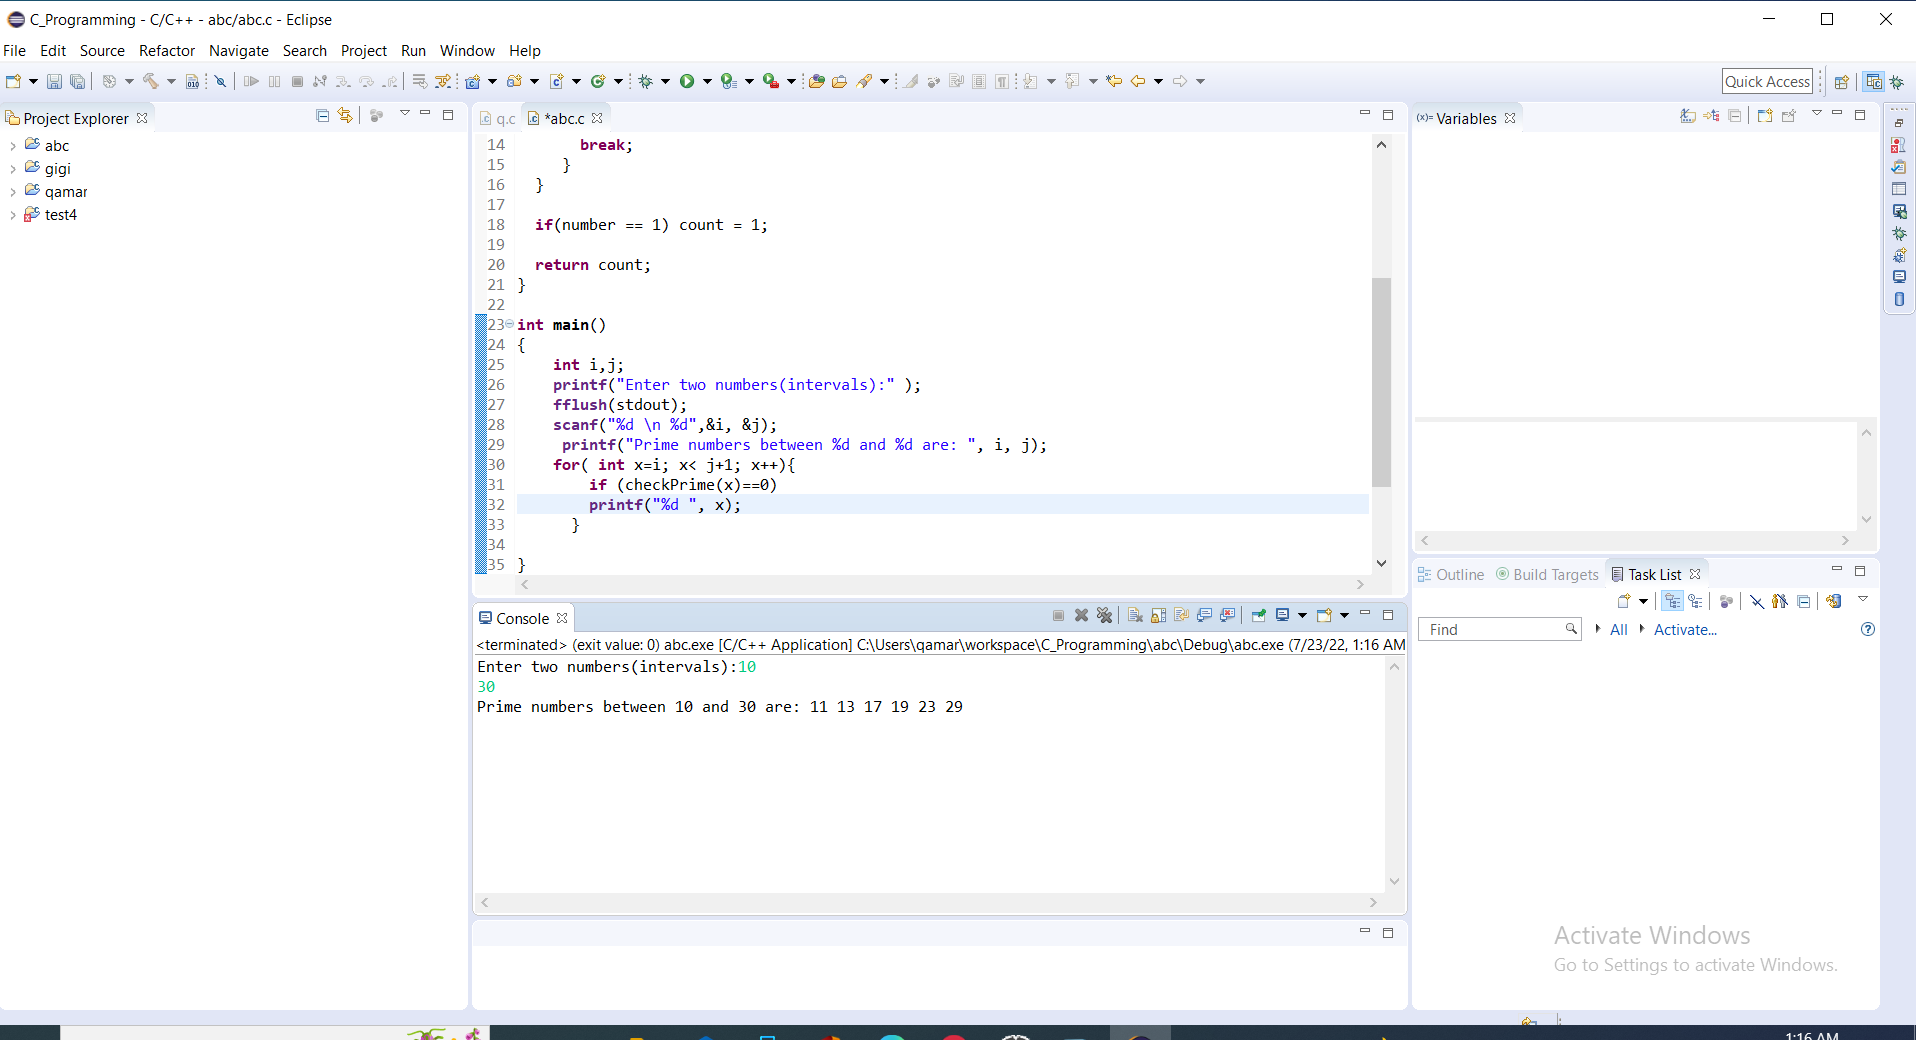 C_Programming - C/C++ - abc/abc.c - Eclipse
File Edit Source Refactor Navigate Search Project Run Window Help
Quick Access
Project Explorer
abc
gigi
qamar
test4
q.c *abc.c
14 break;
15 }
16 }
17
18 if(number == 1) count = 1;
19
20 return count;
21 }
22
23 int main()
24 {
25 int i,j;
26 printf("Enter two numbers(intervals):" );
27 fflush(stdout);
28 scanf("%d \n %d",&i, &j);
29 printf("Prime numbers between %d and %d are: ", i, j);
30 for( int x=i; x< j+1; x++){
31 if (checkPrime(x)==0)
32 printf("%d ", x);
33 }
34
35 }
Console
<terminated> (exit value: 0) abc.exe [C/C++ Application] C:\Users\qamar\workspace\C_Programming\abc\Debug\abc.exe (7/23/22, 1:16 AM
Enter two numbers(intervals):10
30
Prime numbers between 10 and 30 are: 11 13 17 19 23 29
(x)= Variables
Outline Build Targets Task List
Find All Activate...
Activate Windows
Go to Settings to activate Windows.
1:16 AM